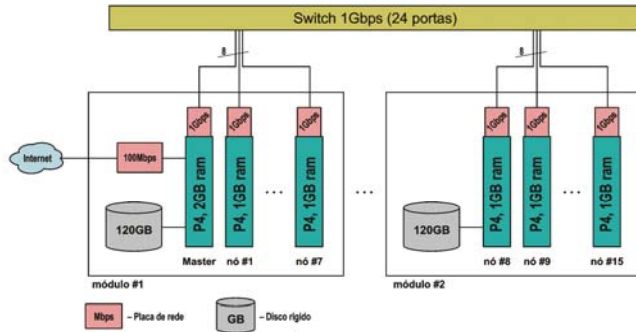 Switch 1Gbps (24 portas)
8
8
1Gbps
1Gbps
1Gbps
1Gbps
1Gbps
1Gbps
Internet
100Mbps
P4, 2GB ram
P4, 1GB ram
...
P4, 1GB ram
...
P4, 1GB ram
P4, 1GB ram
...
P4, 1GB ram
120GB
120GB
Master
nó #1
nó #7
nó #8
nó #9
nó #15
módulo #1
módulo #2
Mbps
– Placa de rede
GB
– Disco rígido